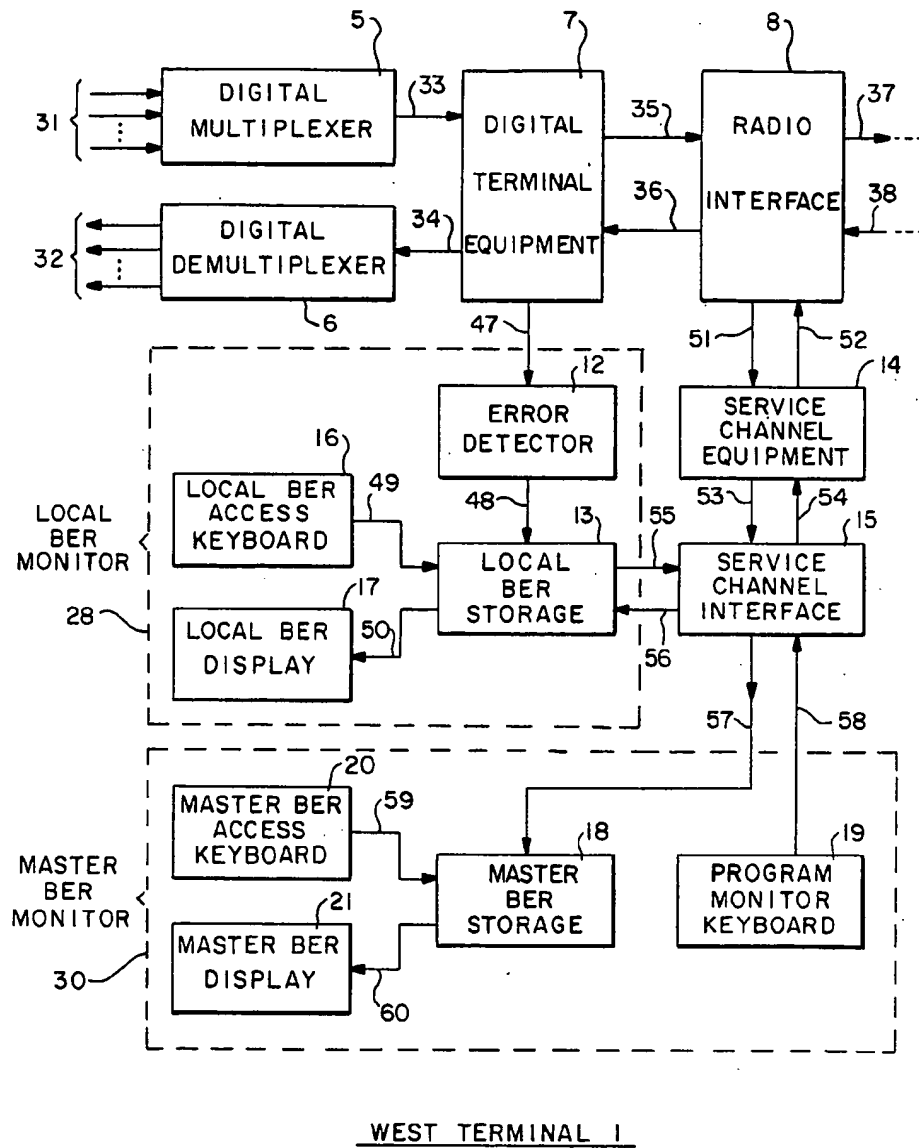 5
7
8
31
DIGITAL
MULTIPLEXER
33
DIGITAL
TERMINAL
EQUIPMENT
35
36
RADIO
INTERFACE
37
38
32
DIGITAL
DEMULTIPLEXER
34
6
47
51
52
12
ERROR
DETECTOR
14
SERVICE
CHANNEL
EQUIPMENT
16
LOCAL BER
ACCESS
KEYBOARD
49
48
53
54
LOCAL
BER
MONITOR
28
13
LOCAL
BER
STORAGE
55
56
15
SERVICE
CHANNEL
INTERFACE
17
LOCAL BER
DISPLAY
50
57
58
20
MASTER BER
ACCESS
KEYBOARD
59
MASTER
BER
MONITOR
30
18
MASTER
BER
STORAGE
19
PROGRAM
MONITOR
KEYBOARD
21
MASTER BER
DISPLAY
60
WEST TERMINAL 1